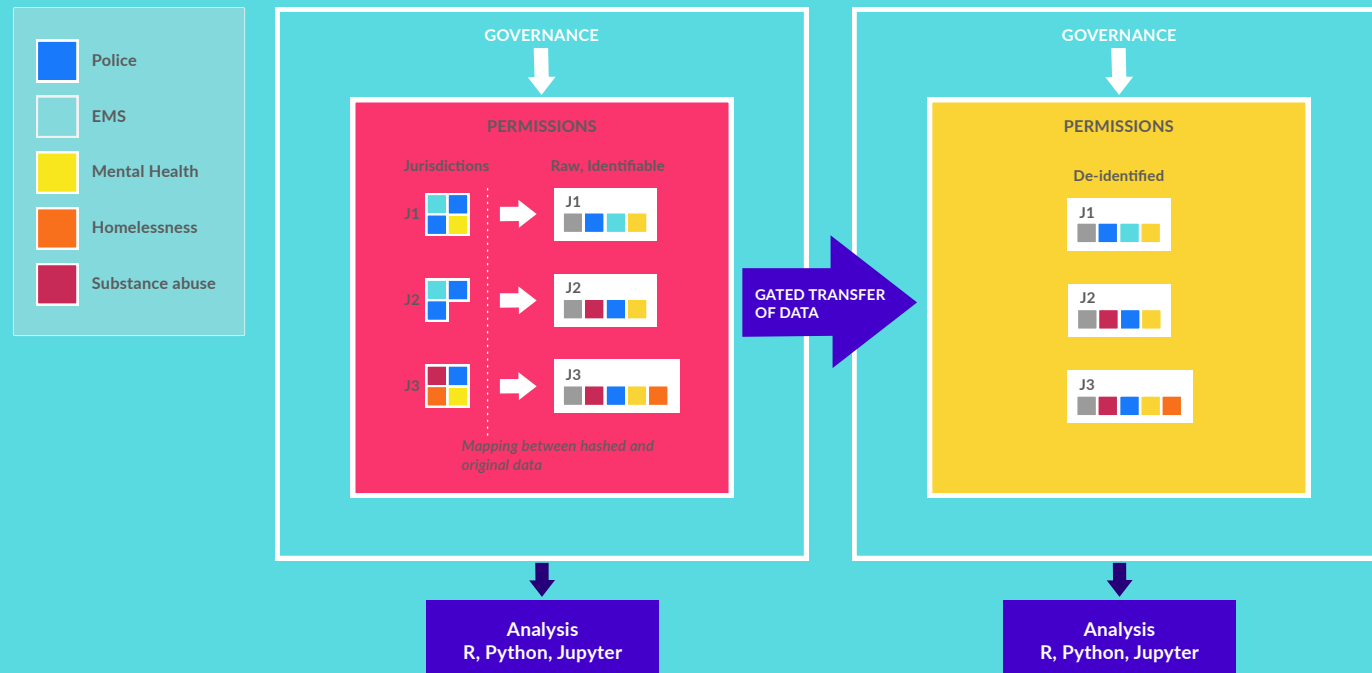 Police
EMS
Mental Health
Homelessness
Substance abuse
GOVERNANCE
PERMISSIONS
Jurisdictions
Raw, Identifiable
J1
J1
J2
J2
J3
J3
Mapping between hashed and
original data
Analysis
R, Python, Jupyter
GATED TRANSFER
OF DATA
GOVERNANCE
PERMISSIONS
De-identified
J1
J2
J3
Analysis
R, Python, Jupyter